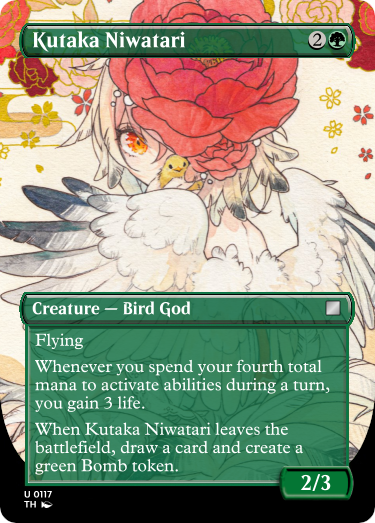 Kutaka Niwatari 2
Creature — Bird God
Flying
Whenever you spend your fourth total
mana to activate abilities during a turn,
you gain 3 life.
When Kutaka Niwatari leaves the
battlefield, draw a card and create a
green Bomb token.
2/3
U 0117
TH